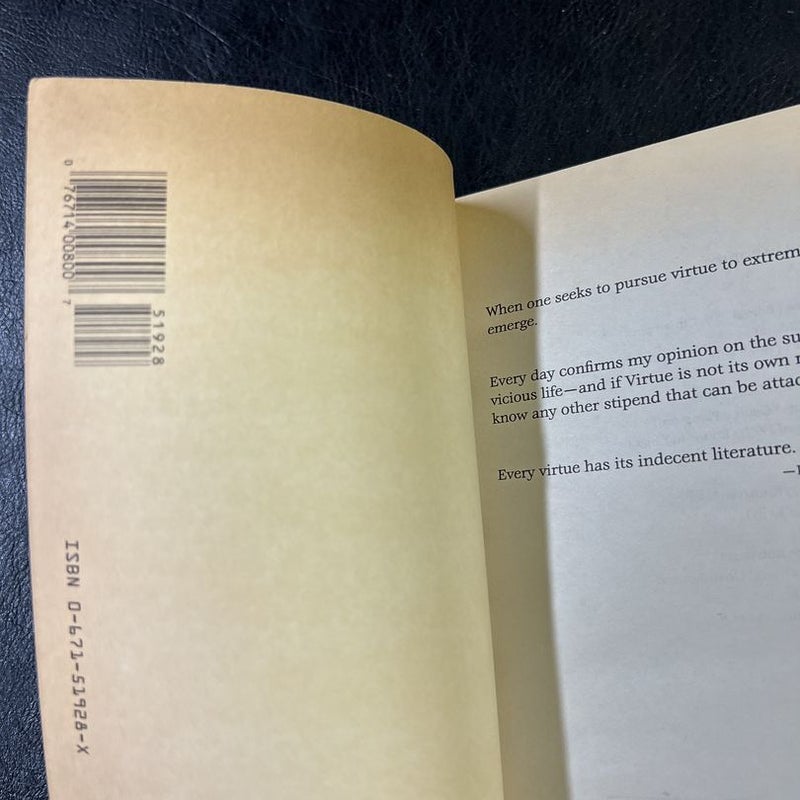 0
76714 00800
7
51928
ISBN 0-671-51928-X
When one seeks to pursue virtue to extrem
emerge.
Every day confirms my opinion on the su
vicious life—and if Virtue is not its own r
know any other stipend that can be attac
Every virtue has its indecent literature.